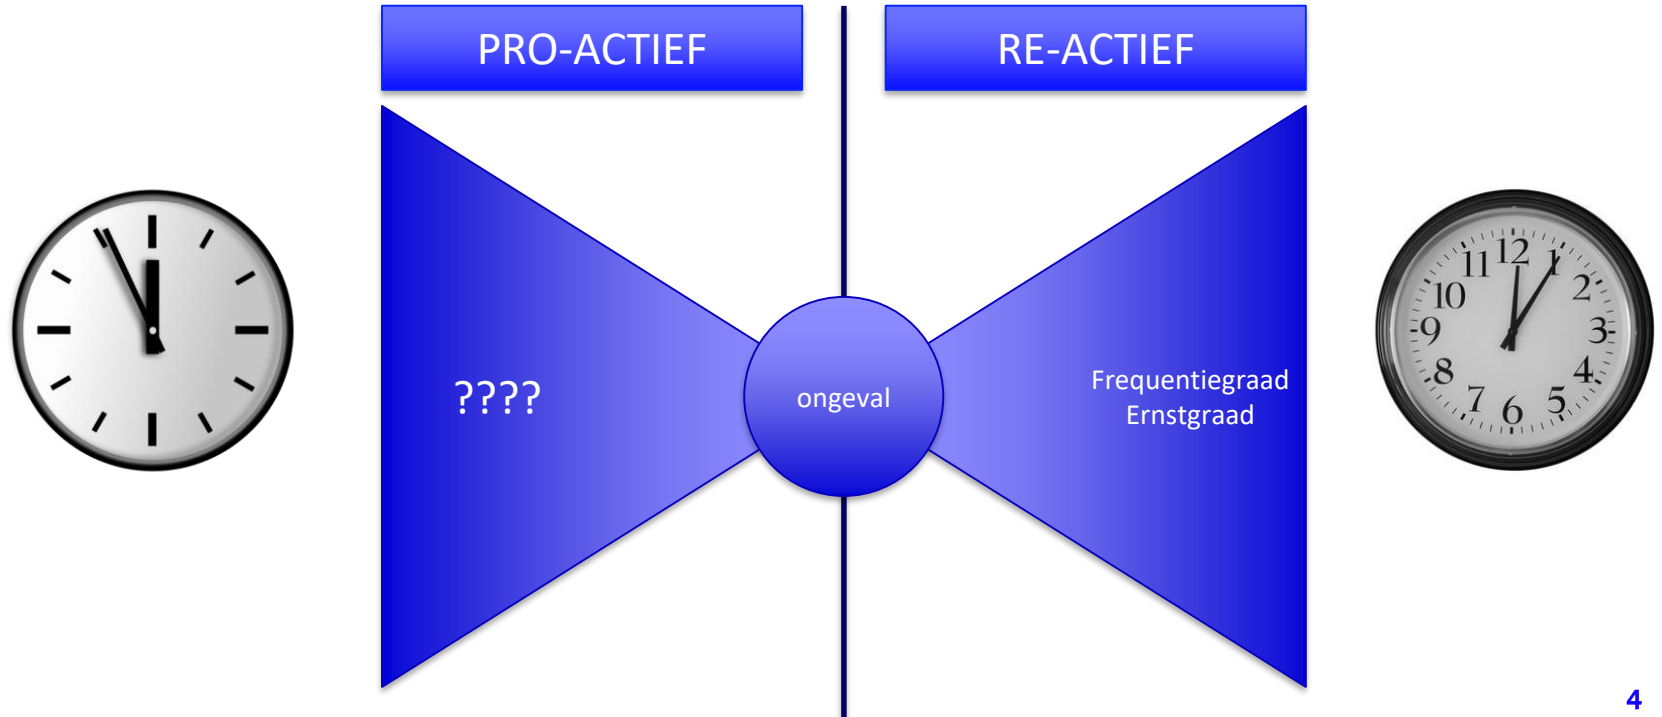 PRO-ACTIEF
RE-ACTIEF
????
ongeval
Frequentiegraad
Ernstgraad
12
1
2
3
4
5
6
7
8
9
10
11
4